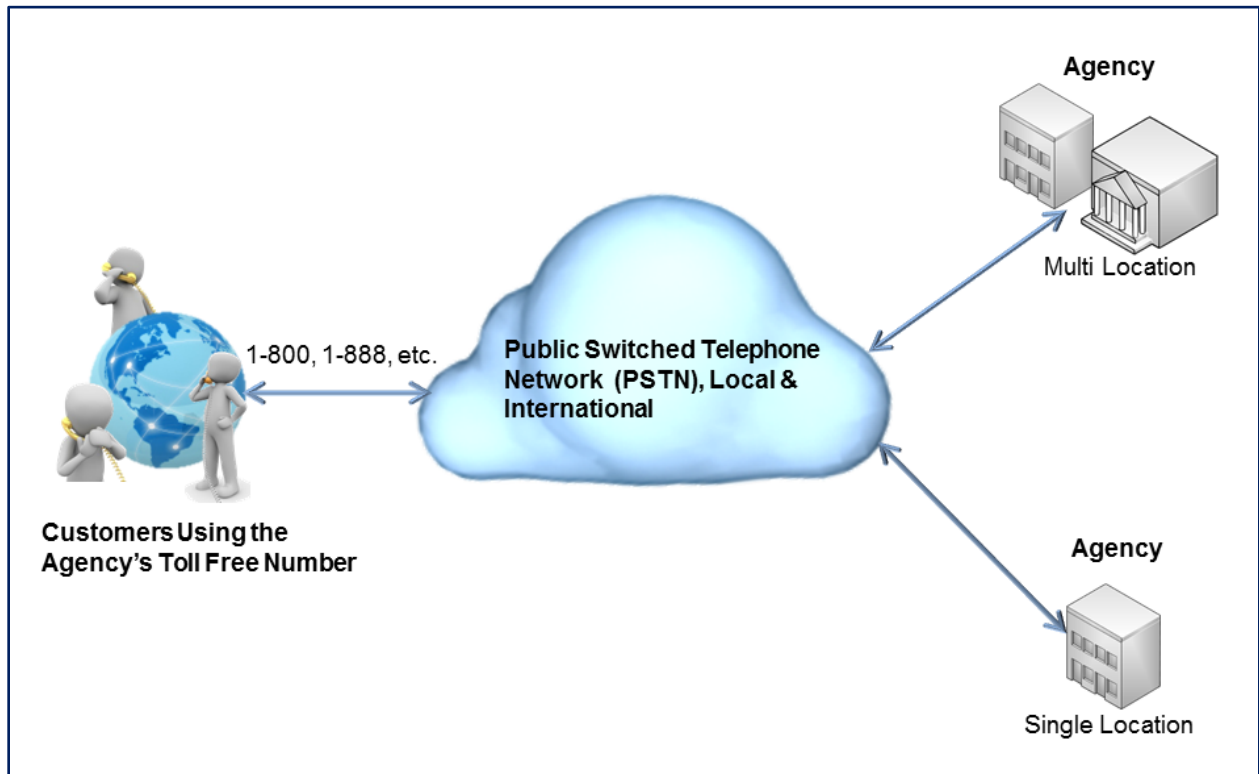 Agency
Multi Location
1-800, 1-888, etc.
Public Switched Telephone
Network (PSTN), Local &
International
Customers Using the
Agency's Toll Free Number
Agency
Single Location